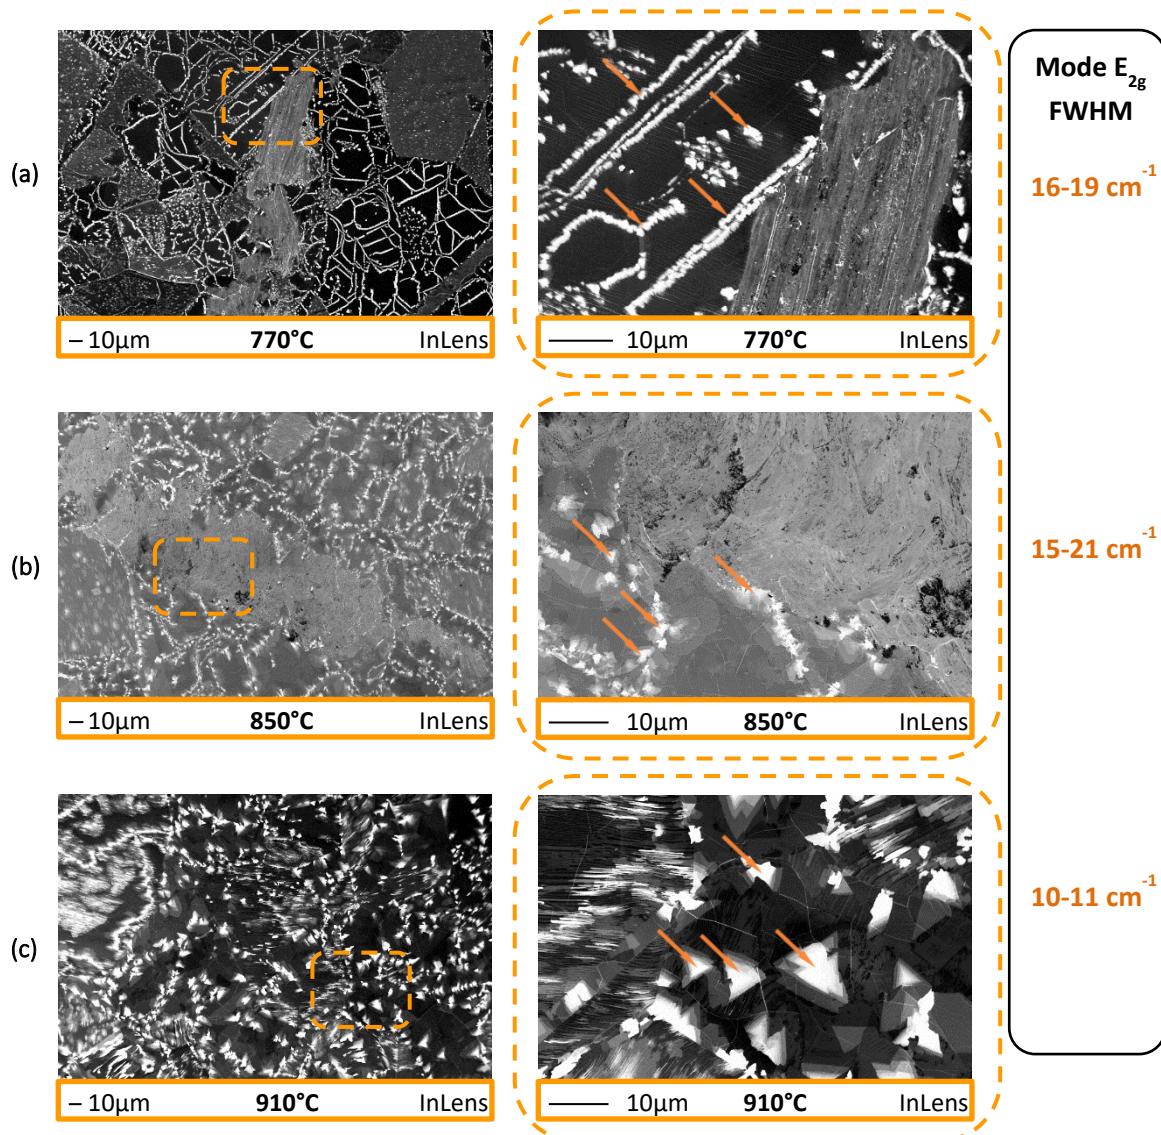 Mode E2g
FWHM
(a)
16-19 cm-1
– 10µm 770°C InLens
10µm 770°C InLens
(b)
15-21 cm-1
– 10µm 850°C InLens
10µm 850°C InLens
(c)
10-11 cm-1
– 10µm 910°C InLens
10µm 910°C InLens